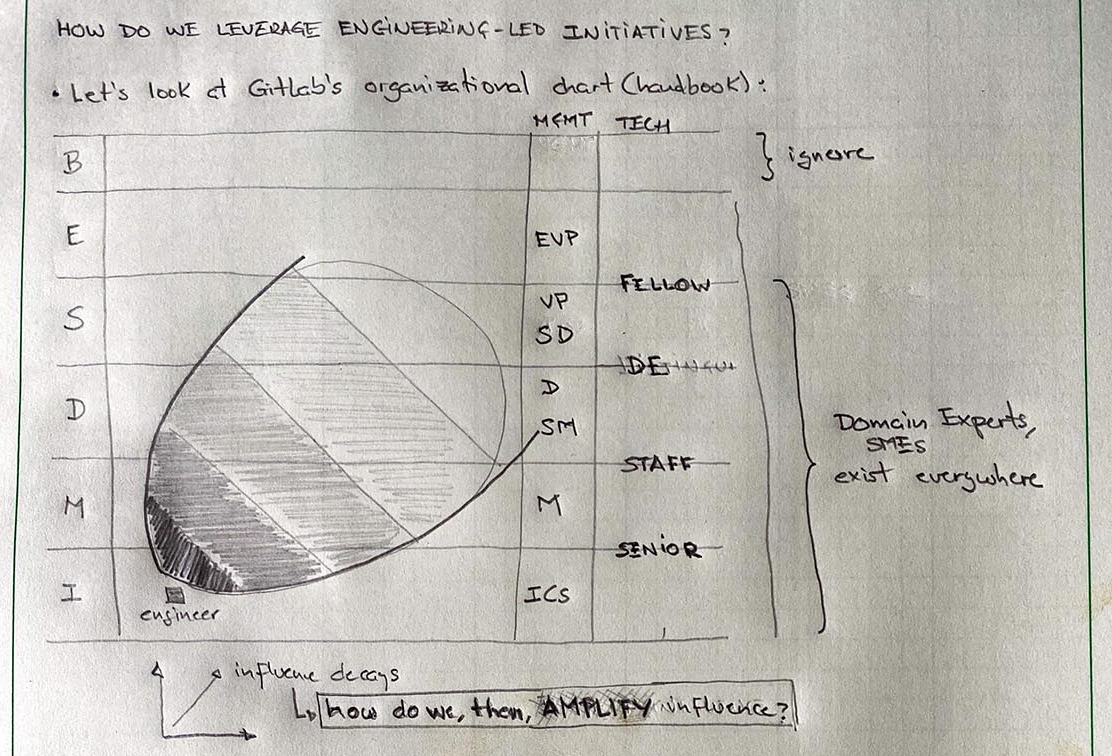 HOW DO WE LEVERAGE ENGINEERING-LED INITIATIVES?
• Let's look at GitLab's organizational chart (handbook):
MGMT TECH
B
} ignore
E
EVP
FELLOW
S
VP
SD
DE
D
D
SM
Domain Experts,
SMEs
exist everywhere
STAFF
M
M
SENIOR
I
ICS
engineer
influence decays
how do we, then, AMPLIFY influence?